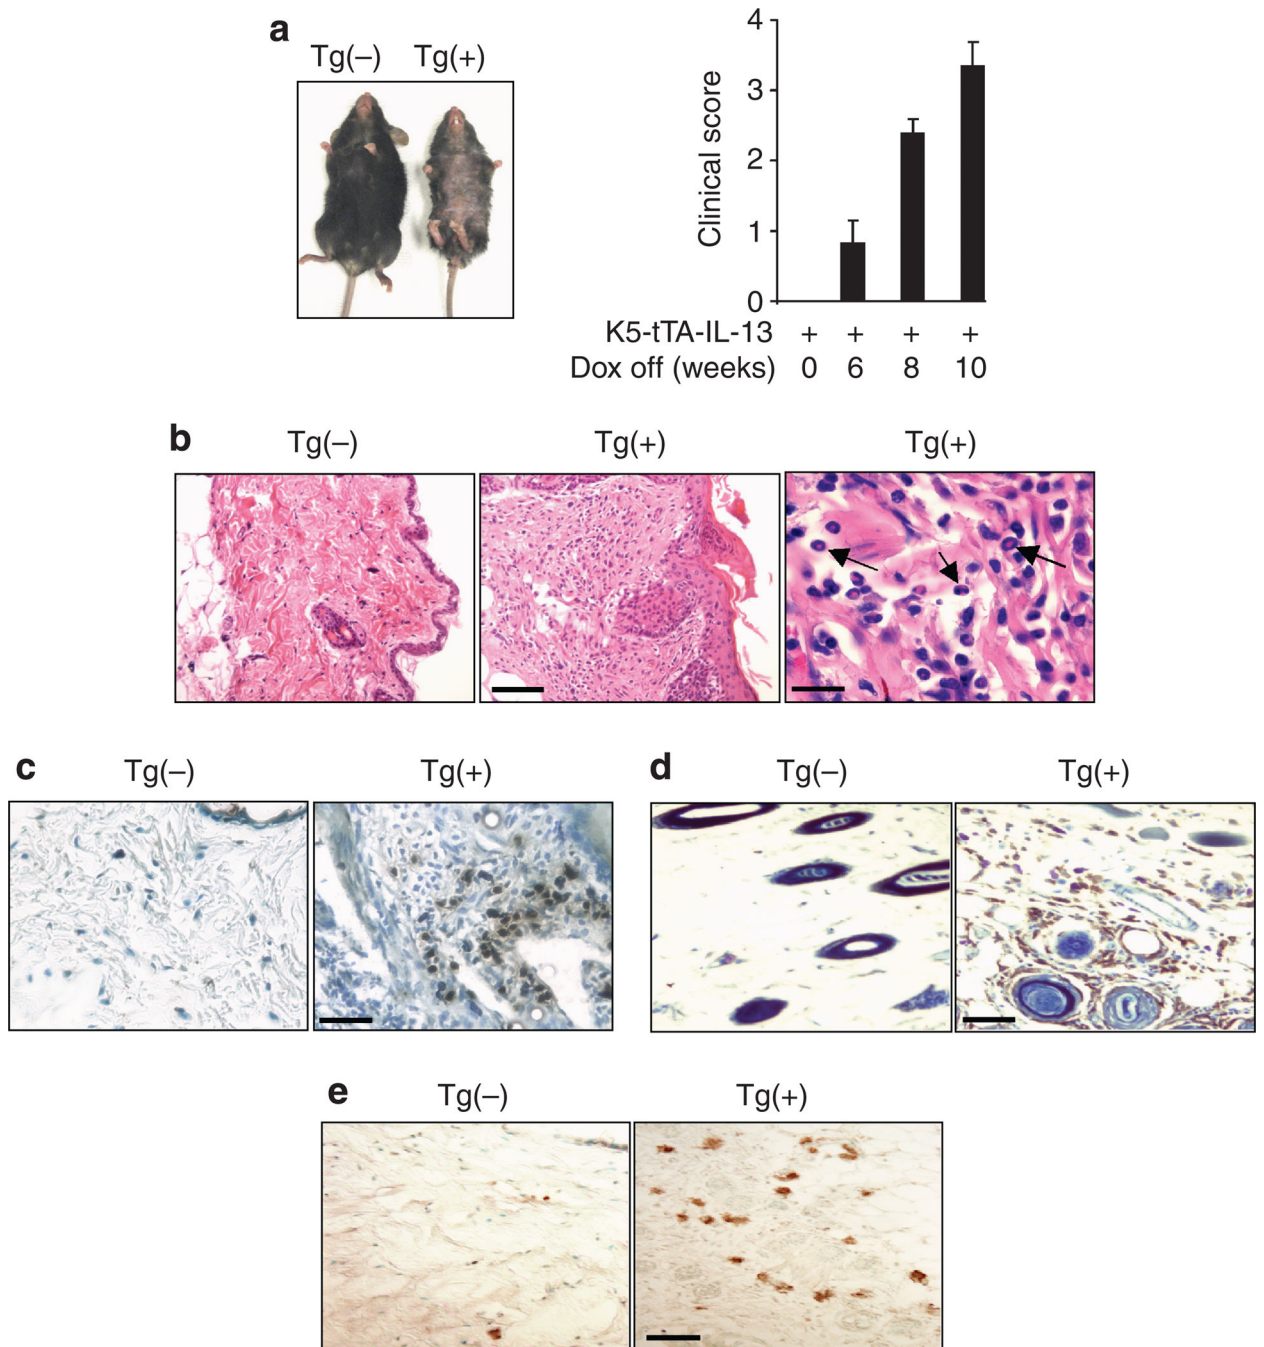 a
Tg(–) Tg(+)
Clinical score
4
3
2
1
0
K5-tTA-IL-13 + + + +
Dox off (weeks) 0 6 8 10
b
Tg(–) Tg(+) Tg(+)
c
Tg(–) Tg(+)
d
Tg(–) Tg(+)
e
Tg(–) Tg(+)